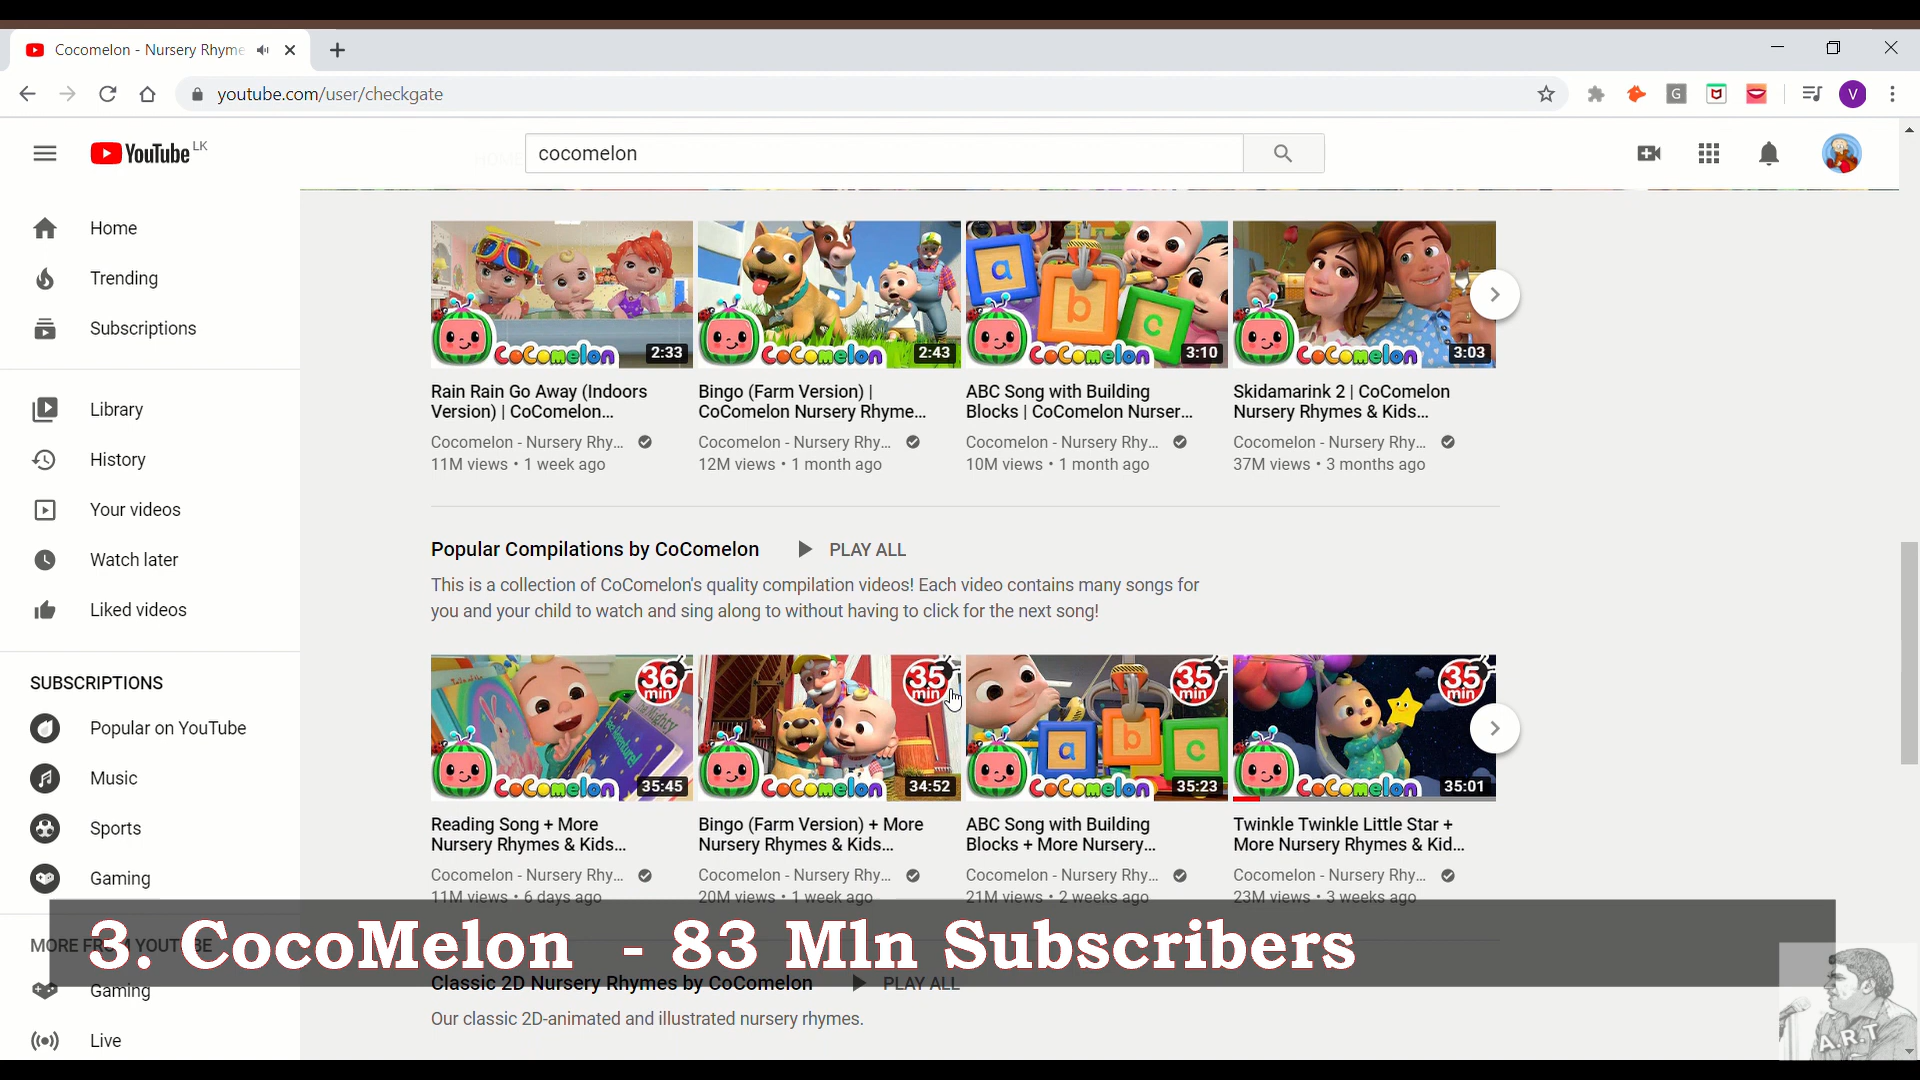 Cocomelon - Nursery Rhyme
youtube.com/user/checkgate
G
V
YouTube LK
cocomelon
Home
Trending
Subscriptions
Library
History
Your videos
Watch later
Liked videos
SUBSCRIPTIONS
Popular on YouTube
Music
Sports
Gaming
MORE FROM YOUTUBE
Gaming
Live
a b c
CoComelon 2:33
CoComelon 2:43
CoComelon 3:10
CoComelon 3:03
Rain Rain Go Away (Indoors
Version) | CoComelon...
Cocomelon - Nursery Rhy...
11M views • 1 week ago
Bingo (Farm Version) |
CoComelon Nursery Rhyme...
Cocomelon - Nursery Rhy...
12M views • 1 month ago
ABC Song with Building
Blocks | CoComelon Nurser...
Cocomelon - Nursery Rhy...
10M views • 1 month ago
Skidamarink 2 | CoComelon
Nursery Rhymes & Kids...
Cocomelon - Nursery Rhy...
37M views • 3 months ago
Popular Compilations by CoComelon PLAY ALL
This is a collection of CoComelon's quality compilation videos! Each video contains many songs for
you and your child to watch and sing along to without having to click for the next song!
36 min
35 min
35 min
35 min
a b c
CoComelon 35:45
CoComelon 34:52
CoComelon 35:23
CoComelon 35:01
Reading Song + More
Nursery Rhymes & Kids...
Cocomelon - Nursery Rhy...
11M views • 6 days ago
Bingo (Farm Version) + More
Nursery Rhymes & Kids...
Cocomelon - Nursery Rhy...
20M views • 1 week ago
ABC Song with Building
Blocks + More Nursery...
Cocomelon - Nursery Rhy...
21M views • 2 weeks ago
Twinkle Twinkle Little Star +
More Nursery Rhymes & Kid...
Cocomelon - Nursery Rhy...
23M views • 3 weeks ago
3. CocoMelon - 83 Mln Subscribers
Classic 2D Nursery Rhymes by CoComelon PLAY ALL
Our classic 2D-animated and illustrated nursery rhymes.
A.R.T